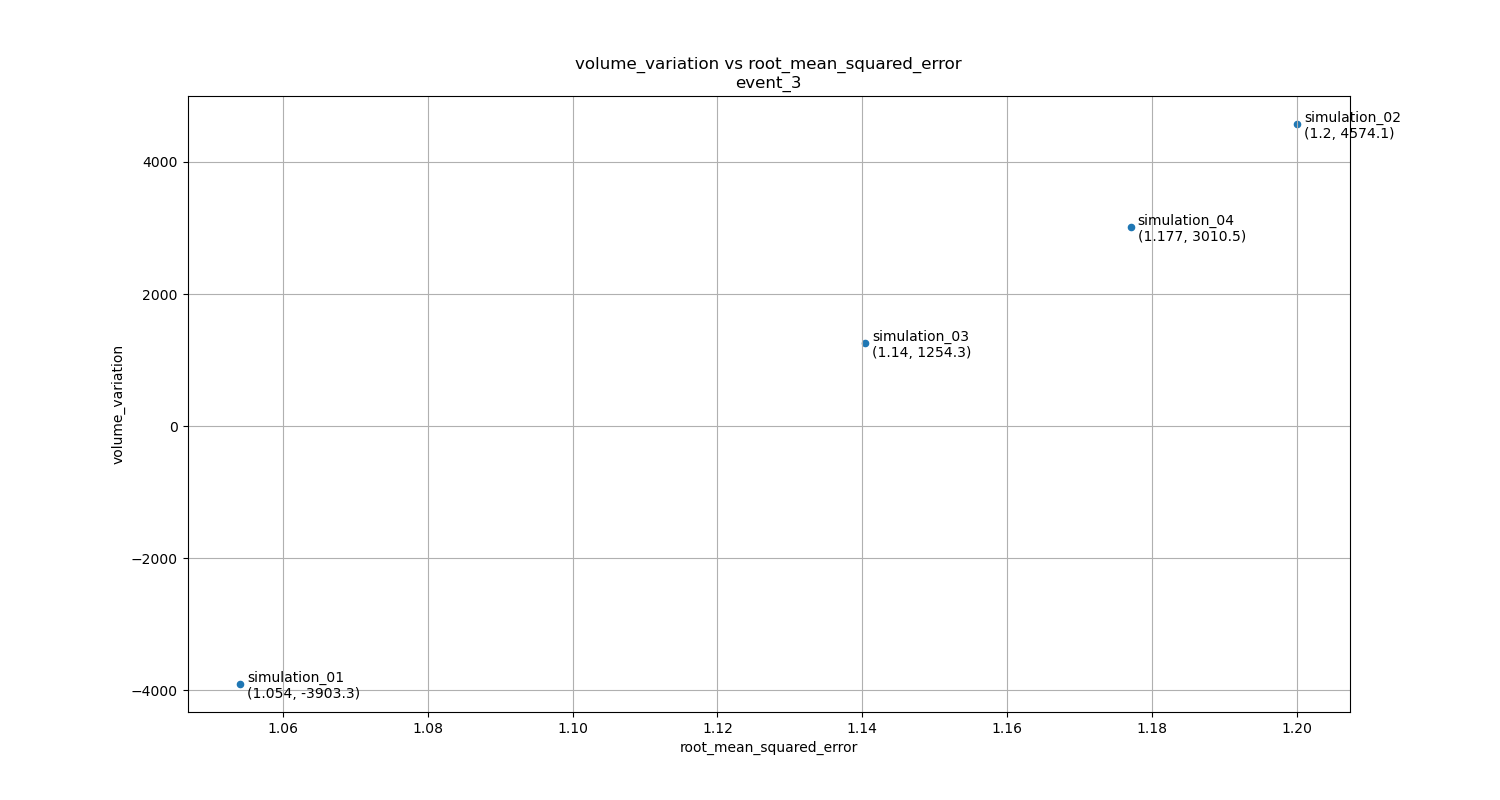 volume_variation vs root_mean_squared_error
event_3
simulation_02
(1.2, 4574.1)
4000
simulation_04
(1.177, 3010.5)
2000
simulation_03
(1.14, 1254.3)
volume_variation
0
−2000
simulation_01
(1.054, -3903.3)
−4000
1.06 1.08 1.10 1.12 1.14 1.16 1.18 1.20
root_mean_squared_error